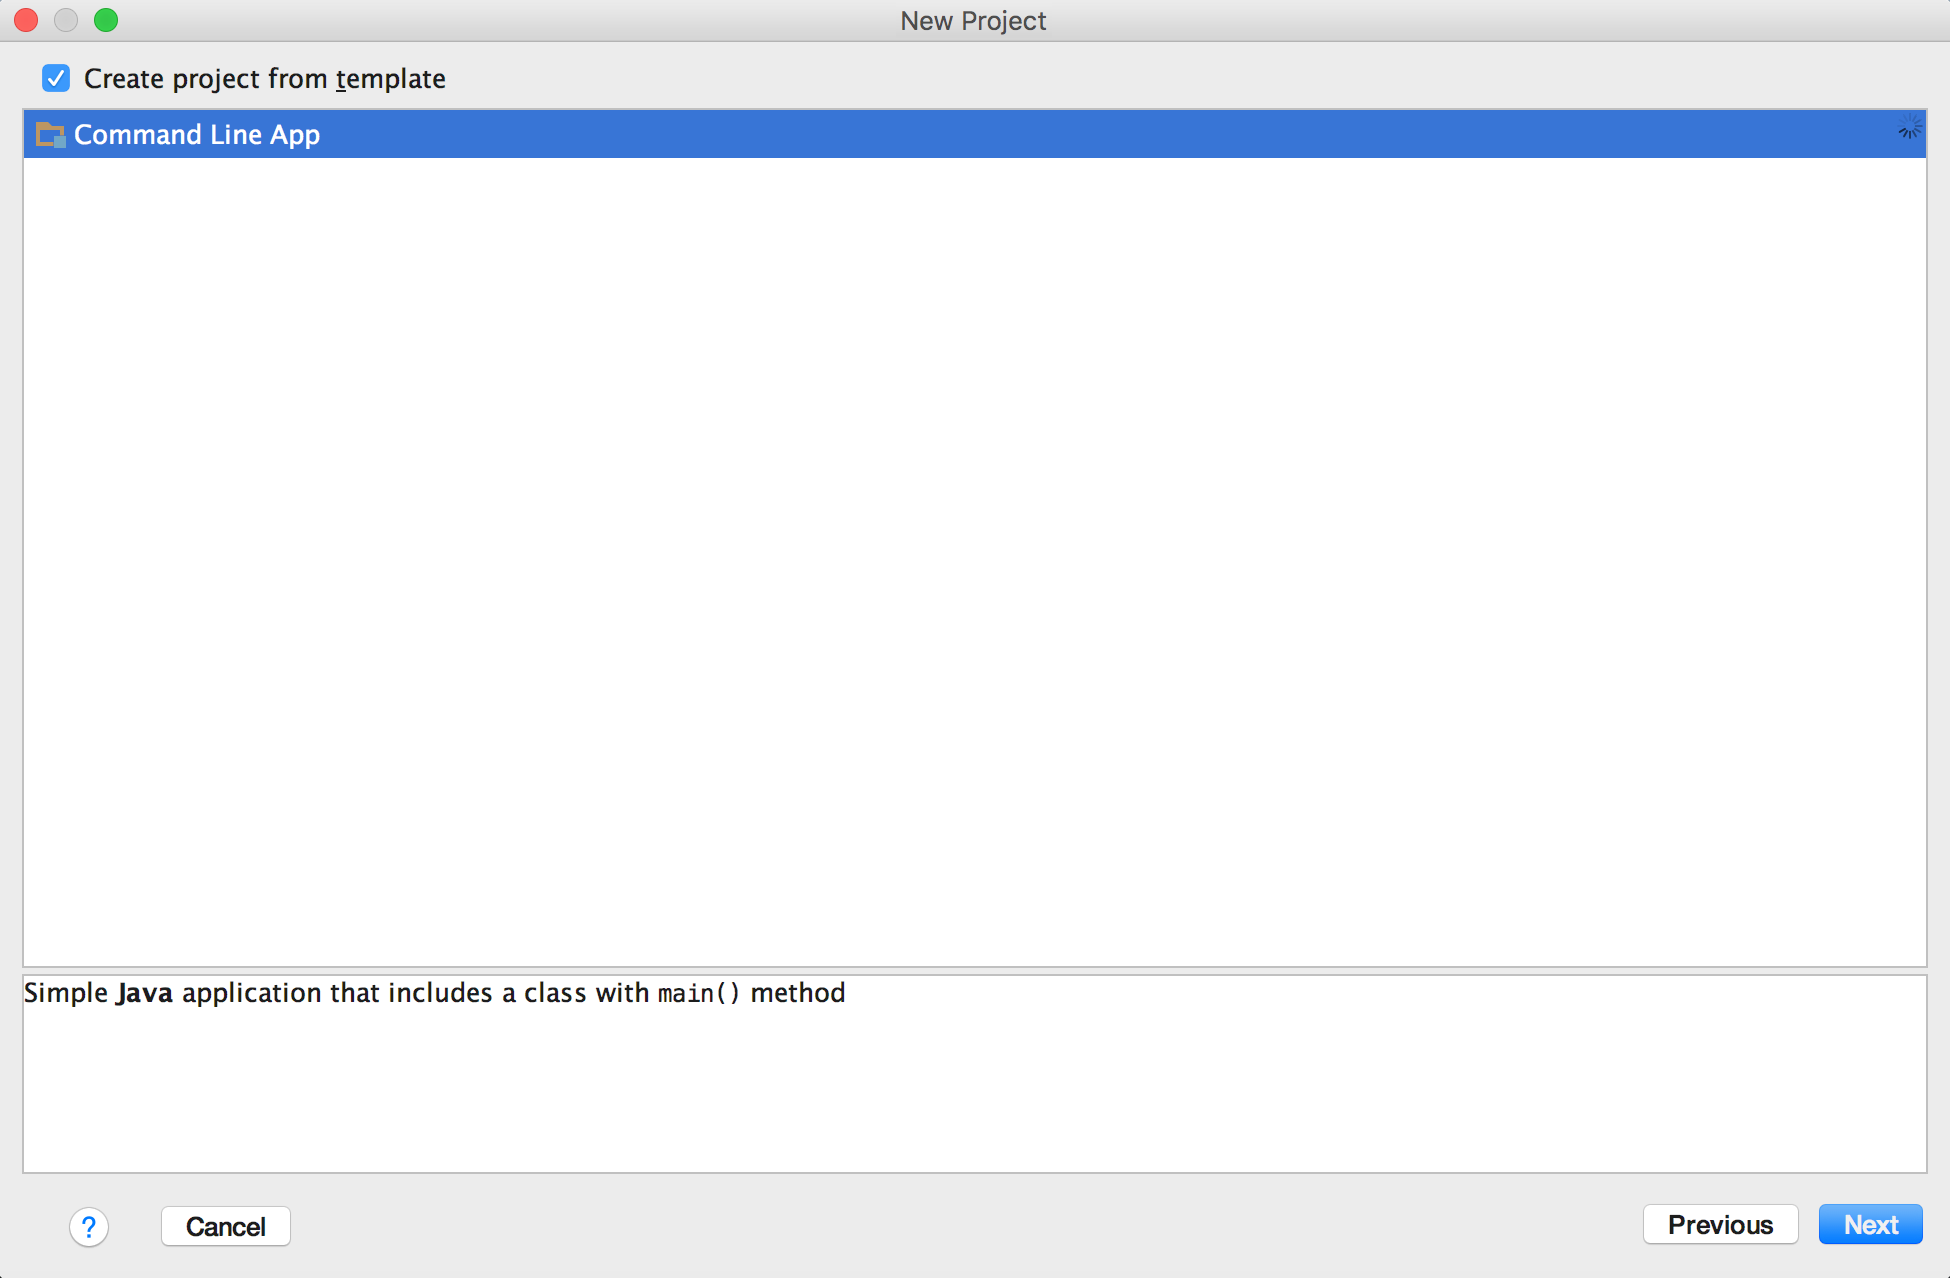 New Project
Create project from template
Command Line App
Simple Java application that includes a class with main() method
?
Cancel
Previous
Next